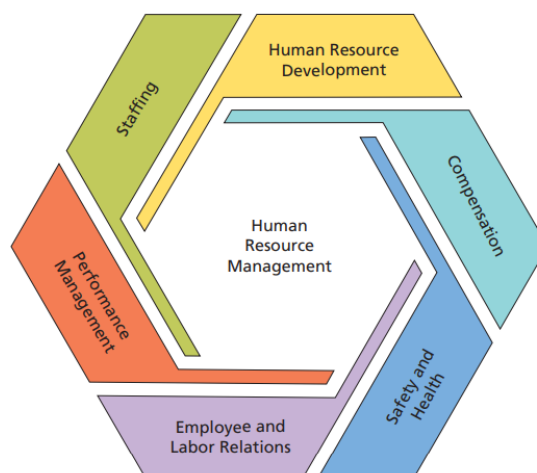 Human Resource
Development
Staffing
Compensation
Human
Resource
Management
Performance
Management
Safety and
Health
Employee and
Labor Relations